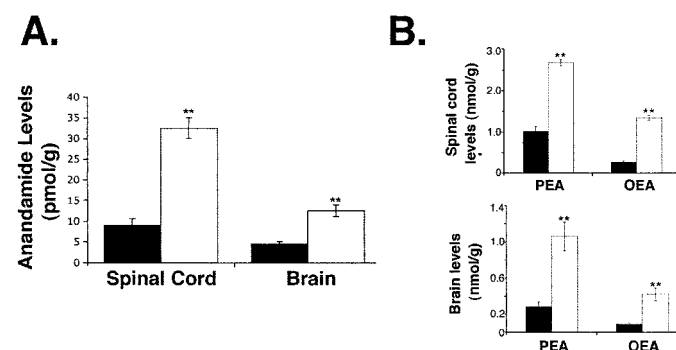 A.
Anandamide Levels
(pmol/g)
40
35
30
25
20
15
10
5
0
**
**
Spinal Cord
Brain
B.
Spinal cord
levels (nmol/g)
3.0
2.0
1.0
0
**
**
PEA
OEA
Brain levels
(nmol/g)
1.4
1.0
0.6
0.2
0
**
**
PEA
OEA